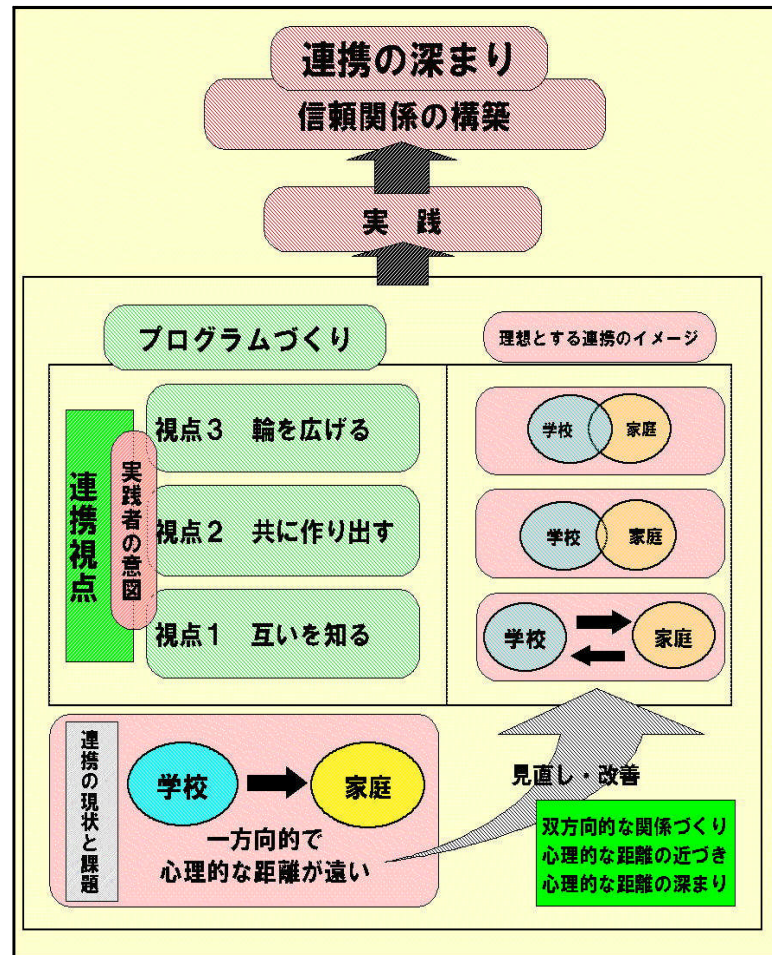 連携の深まり
信頼関係の構築
実　践
プログラムづくり
理想とする連携のイメージ
連携視点
実践者の意図
視点３　輪を広げる
視点２　共に作り出す
視点１　互いを知る
学校
家庭
学校
家庭
学校
家庭
連携の現状と課題
学校
家庭
一方向的で
心理的な距離が遠い
見直し・改善
双方向的な関係づくり
心理的な距離の近づき
心理的な距離の深まり